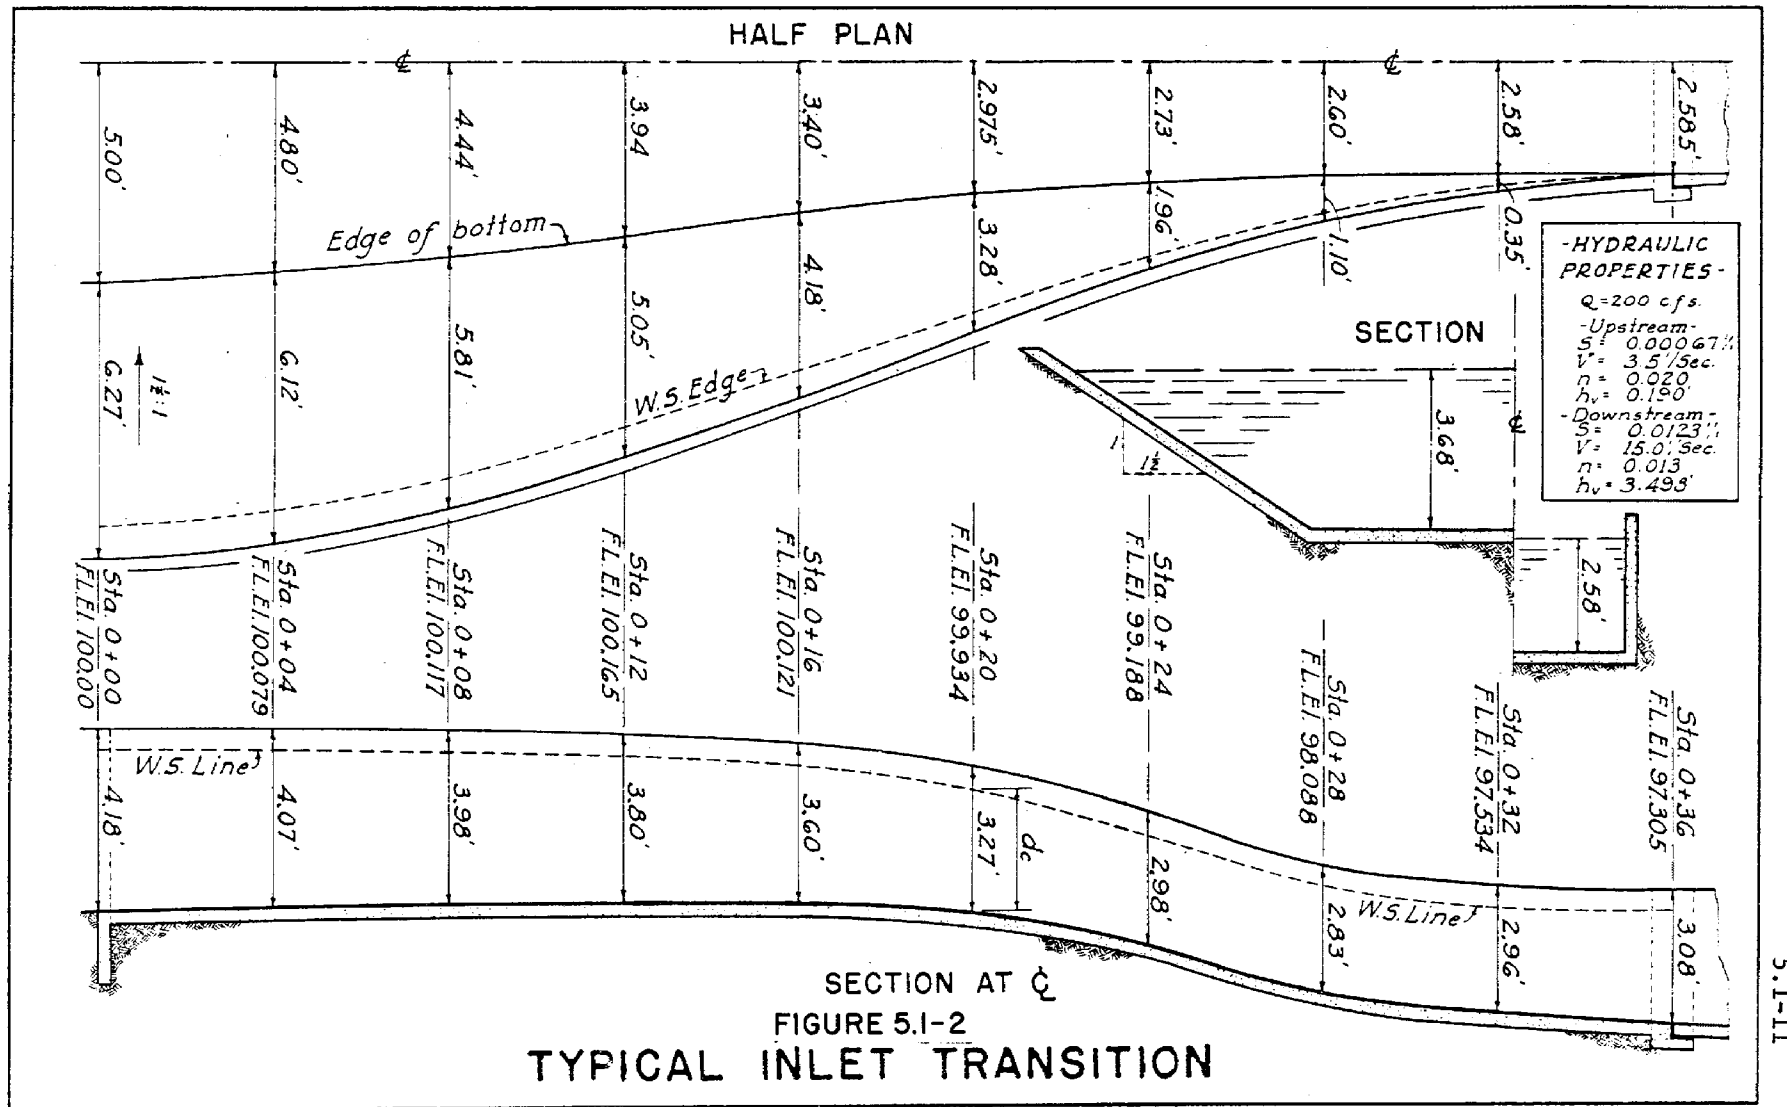 HALF PLAN
℄
℄
5.00'
4.80'
4.44'
3.94
3.40'
2.975'
2.73'
2.60'
2.58'
2.585'
Edge of bottom
6.27'
1½:1
6.12'
5.81'
5.05'
4.18'
3.28'
1.96'
1.10'
0.35'
W.S. Edge
SECTION
3.68'
1
1½
℄
2.58'
-HYDRAULIC
PROPERTIES-
Q=200 c.f.s.
-Upstream-
S= 0.00067
V= 3.5'/Sec.
n= 0.020
hv= 0.190'
-Downstream-
S= 0.0123
V= 15.0'/Sec.
n= 0.013
hv= 3.493'
Sta. 0+00
F.L.El. 100.00
Sta. 0+04
F.L.El. 100.079
Sta. 0+08
F.L.El. 100.117
Sta. 0+12
F.L.El. 100.165
Sta. 0+16
F.L.El. 100.121
Sta. 0+20
F.L.El. 99.934
Sta. 0+24
F.L.El. 99.188
Sta. 0+28
F.L.El. 98.088
Sta. 0+32
F.L.El. 97.534
Sta. 0+36
F.L.El. 97.305
W.S. Line
4.18'
4.07'
3.98'
3.80'
3.60'
3.27'
dc
2.98'
2.83'
W.S. Line
2.96'
3.08'
SECTION AT ℄
FIGURE 5.1-2
TYPICAL INLET TRANSITION
5.1-11